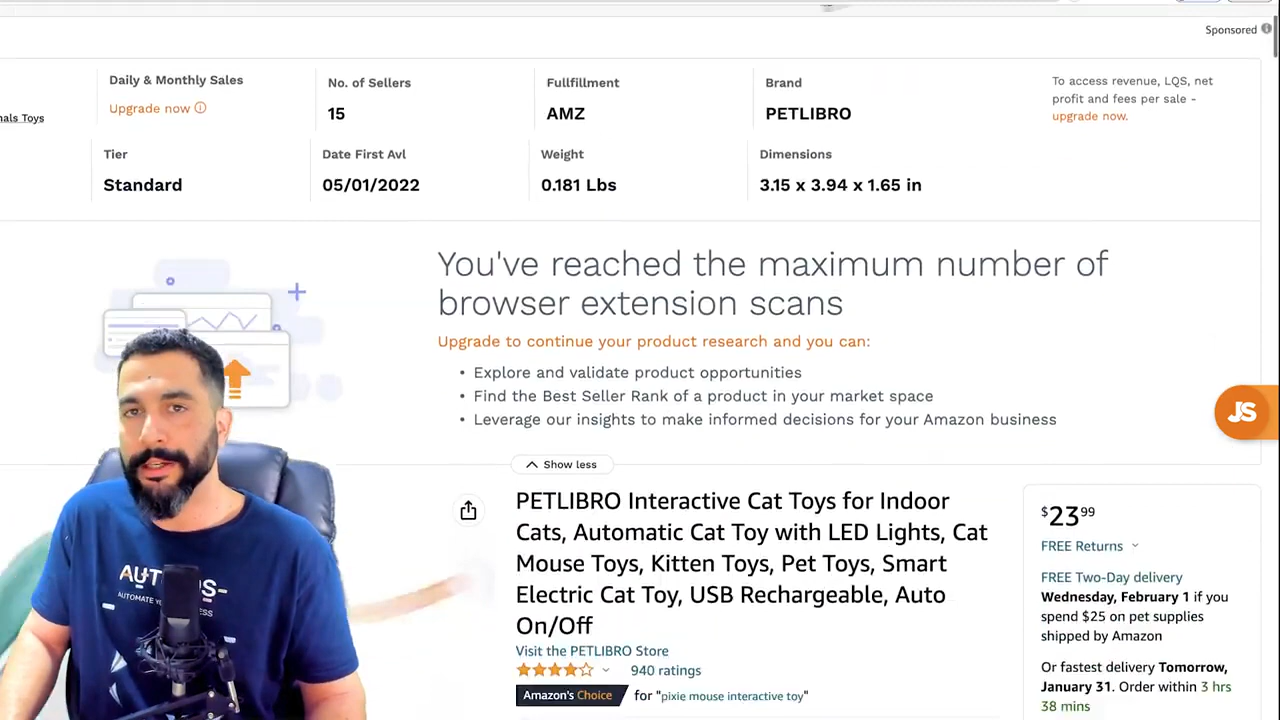 Sponsored
Daily & Monthly Sales
Upgrade now
No. of Sellers
15
Fullfillment
AMZ
Brand
PETLIBRO
To access revenue, LQS, net
profit and fees per sale -
upgrade now.
nals Toys
Tier
Standard
Date First Avl
05/01/2022
Weight
0.181 Lbs
Dimensions
3.15 x 3.94 x 1.65 in
You've reached the maximum number of
browser extension scans
Upgrade to continue your product research and you can:
• Explore and validate product opportunities
• Find the Best Seller Rank of a product in your market space
• Leverage our insights to make informed decisions for your Amazon business
JS
Show less
PETLIBRO Interactive Cat Toys for Indoor
Cats, Automatic Cat Toy with LED Lights, Cat
Mouse Toys, Kitten Toys, Pet Toys, Smart
Electric Cat Toy, USB Rechargeable, Auto
On/Off
Visit the PETLIBRO Store
940 ratings
Amazon's Choice for "pixie mouse interactive toy"
$23 99
FREE Returns
FREE Two-Day delivery
Wednesday, February 1 if you
spend $25 on pet supplies
shipped by Amazon
Or fastest delivery Tomorrow,
January 31. Order within 3 hrs
38 mins